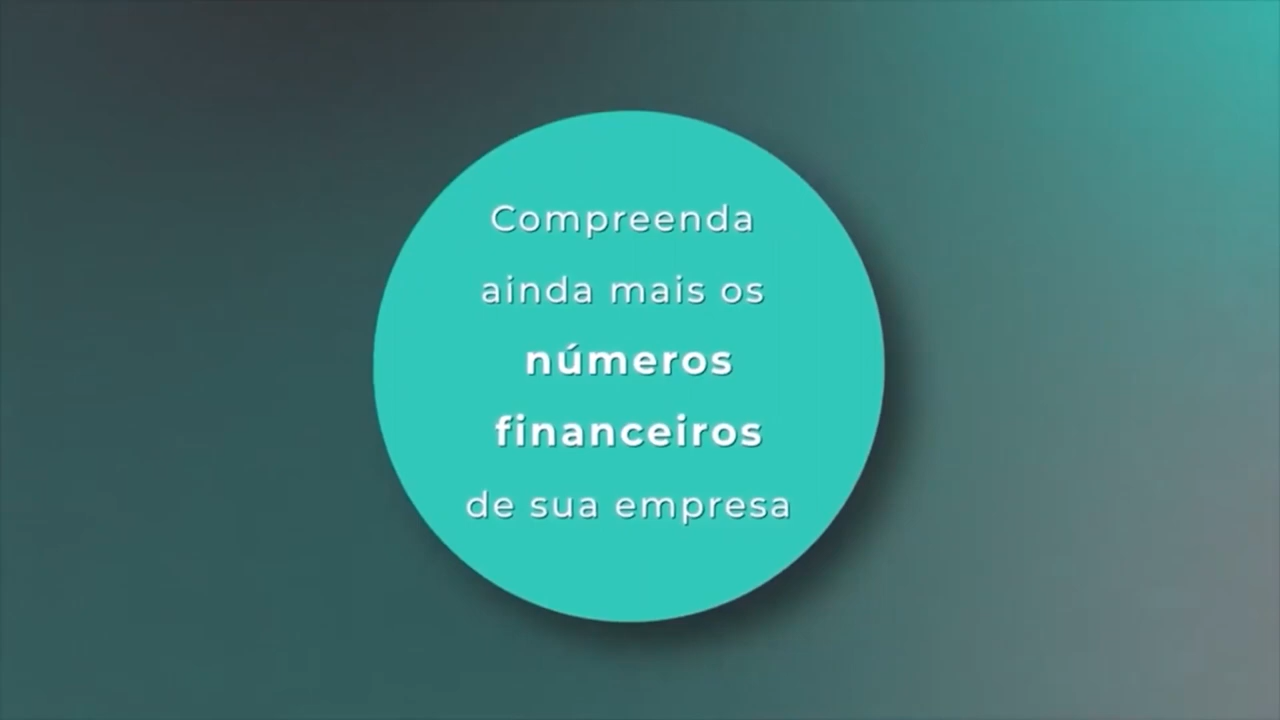 Compreenda
ainda mais os
números
financeiros
de sua empresa